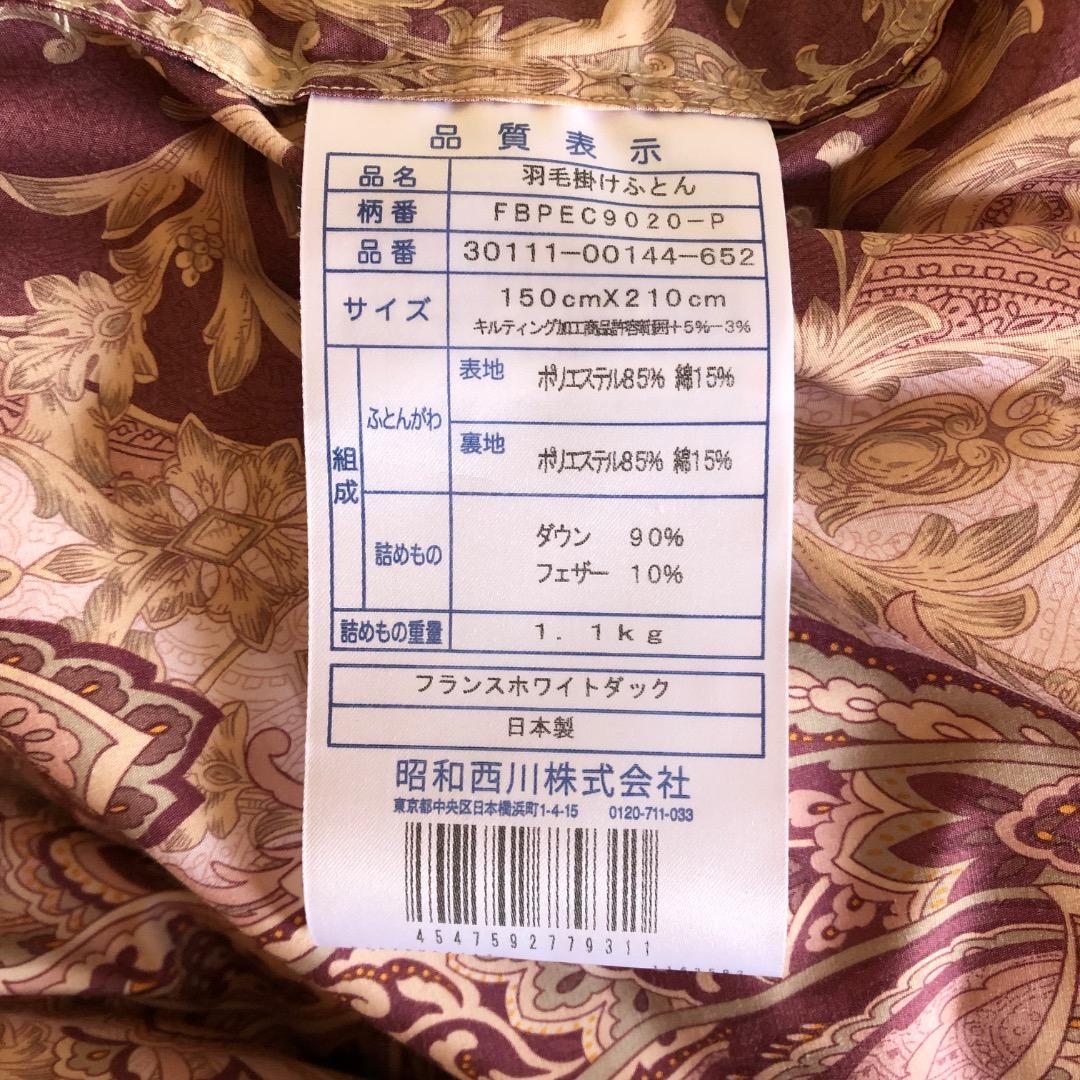 品質表示
品名 羽毛掛けふとん
柄番 FBPEC9020-P
品番 30111-00144-652
サイズ 150cmX210cm
キルティング加工商品許容範囲+5%-3%
組成 ふとんがわ 表地 ポリエステル85% 綿15%
裏地 ポリエステル85% 綿15%
詰めもの ダウン 90%
フェザー 10%
詰めもの重量 1.1kg
フランスホワイトダック
日本製
昭和西川株式会社
東京都中央区日本橋浜町1-4-15 0120-711-033
4547592779311